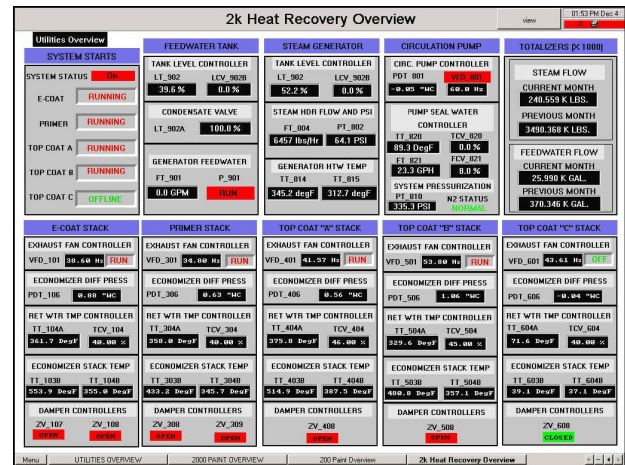 2k Heat Recovery Overview
view
01:53 PM Dec 4
Utilities Overview
SYSTEM STARTS
SYSTEM STATUS On
E-COAT RUNNING
PRIMER RUNNING
TOP COAT A RUNNING
TOP COAT B RUNNING
TOP COAT C OFFLINE
FEEDWATER TANK
TANK LEVEL CONTROLLER
LT_902 LCV_902B
39.6 % 0.0 %
CONDENSATE VALVE
LT_902A 100.0 %
GENERATOR FEEDWATER
FT_901 P_901
0.0 GPM RUN
STEAM GENERATOR
TANK LEVEL CONTROLLER
LT_902 LCV_902B
52.2 % 0.0 %
STEAM HDR FLOW AND PSI
FT_804 PT_802
6457 lbs/Hr 64.1 PSI
GENERATOR HTW TEMP
TT_814 TT_815
345.2 degF 312.7 degF
CIRCULATION PUMP
CIRC. PUMP CONTROLLER
PDT 801 VFD_801
-0.05 "WC 60.0 Hz
PUMP SEAL WATER
CONTROLLER
TT_820 TCV_820
89.3 DegF 0.0 %
FT_821 FCV_821
23.3 GPH 8.0 %
SYSTEM PRESSURIZATION
PT_810 N2 STATUS
335.3 PSI NORMAL
TOTALIZERS (X 1000)
STEAM FLOW
CURRENT MONTH
240.559 K LBS.
PREVIOUS MONTH
3490.368 K LBS.
FEEDWATER FLOW
CURRENT MONTH
25.990 K GAL.
PREVIOUS MONTH
370.346 K GAL.
E-COAT STACK
EXHAUST FAN CONTROLLER
VFD_101 38.60 Hz RUN
ECONOMIZER DIFF PRESS
PDT_106 0.88 "WC
RET WTR TMP CONTROLLER
TT_104A TCV_104
361.7 DegF 40.00 %
ECONOMIZER STACK TEMP
TT_103B TT_104B
553.9 DegF 355.0 DegF
DAMPER CONTROLLERS
ZV_107 ZV_108
OPEN OPEN
PRIMER STACK
EXHAUST FAN CONTROLLER
VFD_301 34.80 Hz RUN
ECONOMIZER DIFF PRESS
PDT_306 0.63 "WC
RET WTR TMP CONTROLLER
TT_304A TCV_304
358.0 DegF 40.00 %
ECONOMIZER STACK TEMP
TT_303B TT_304B
433.2 DegF 345.7 DegF
DAMPER CONTROLLERS
ZV_308 ZV_309
OPEN OPEN
TOP COAT "A" STACK
EXHAUST FAN CONTROLLER
VFD_401 41.57 Hz RUN
ECONOMIZER DIFF PRESS
PDT_406 0.56 "WC
RET WTR TMP CONTROLLER
TT_404A TCV_404
375.8 DegF 46.00 %
ECONOMIZER STACK TEMP
TT_403B TT_404B
514.9 DegF 387.5 DegF
DAMPER CONTROLLERS
ZV_408
OPEN
TOP COAT "B" STACK
EXHAUST FAN CONTROLLER
VFD_501 53.80 Hz RUN
ECONOMIZER DIFF PRESS
PDT_506 1.06 "WC
RET WTR TMP CONTROLLER
TT_504A TCV_504
329.6 DegF 45.00 %
ECONOMIZER STACK TEMP
TT_503B TT_504B
480.8 DegF 357.1 DegF
DAMPER CONTROLLERS
ZV_508
OPEN
TOP COAT "C" STACK
EXHAUST FAN CONTROLLER
VFD_601 43.61 Hz OFF
ECONOMIZER DIFF PRESS
PDT_606 -0.04 "WC
RET WTR TMP CONTROLLER
TT_604A TCV_604
71.6 DegF 40.00 %
ECONOMIZER STACK TEMP
TT_603B TT_604B
39.1 DegF 37.1 DegF
DAMPER CONTROLLERS
ZV_608
CLOSED
Menu UTILITIES OVERVIEW 2000 PAINT OVERVIEW 200 Paint Overview 2k Heat Recovery Overview